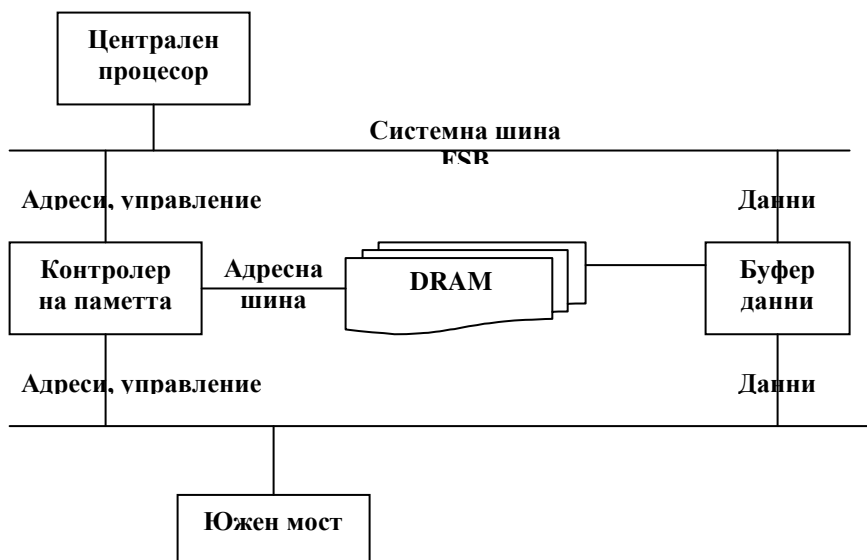 Централен
процесор
Системна шина
FSB
Адреси, управление
Данни
Контролер
на паметта
Адресна
шина
DRAM
Буфер
данни
Адреси, управление
Данни
Южен мост